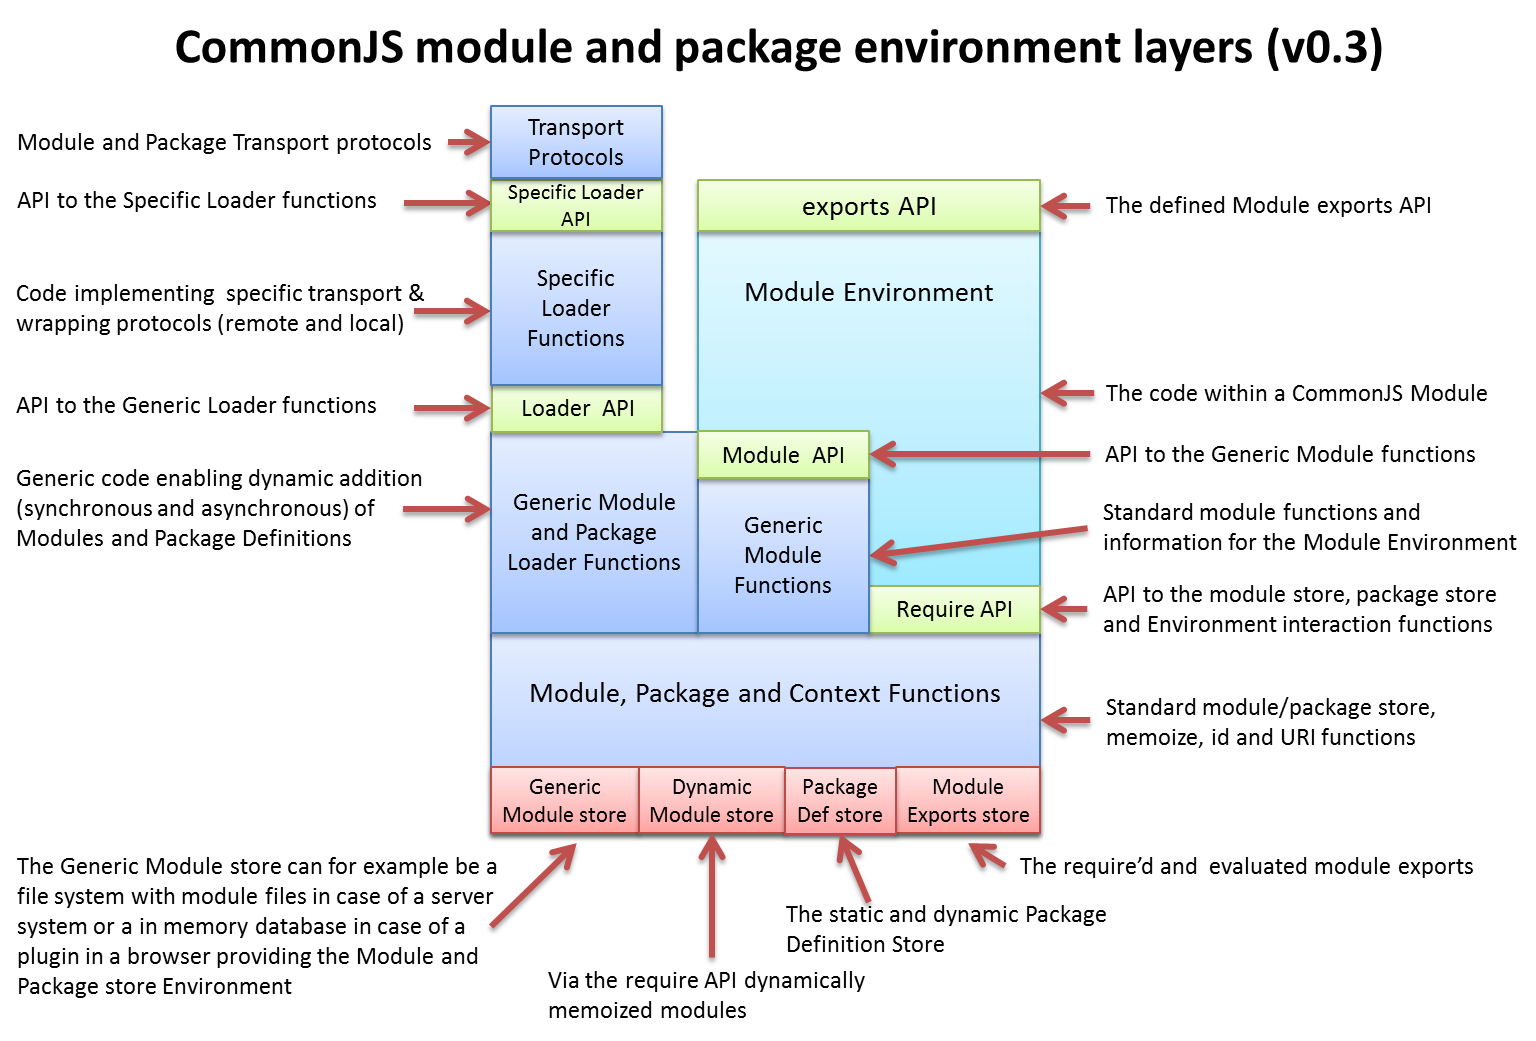 CommonJS module and package environment layers (v0.3)
Module and Package Transport protocols
Transport
Protocols
API to the Specific Loader functions
Specific Loader
API
exports API
The defined Module exports API
Code implementing  specific transport &
wrapping protocols (remote and local)
Specific
Loader
Functions
Module Environment
API to the Generic Loader functions
Loader  API
The code within a CommonJS Module
Module  API
API to the Generic Module functions
Generic code enabling dynamic addition
(synchronous and asynchronous) of
Modules and Package Definitions
Generic Module
and Package
Loader Functions
Generic
Module
Functions
Standard module functions and
information for the Module Environment
Require API
API to the module store, package store
and Environment interaction functions
Module, Package and Context Functions
Standard module/package store,
memoize, id and URI functions
Generic
Module store
Dynamic
Module store
Package
Def store
Module
Exports store
The Generic Module store can for example be a
file system with module files in case of a server
system or a in memory database in case of a
plugin in a browser providing the Module and
Package store Environment
Via the require API dynamically
memoized modules
The static and dynamic Package
Definition Store
The require’d and  evaluated module exports